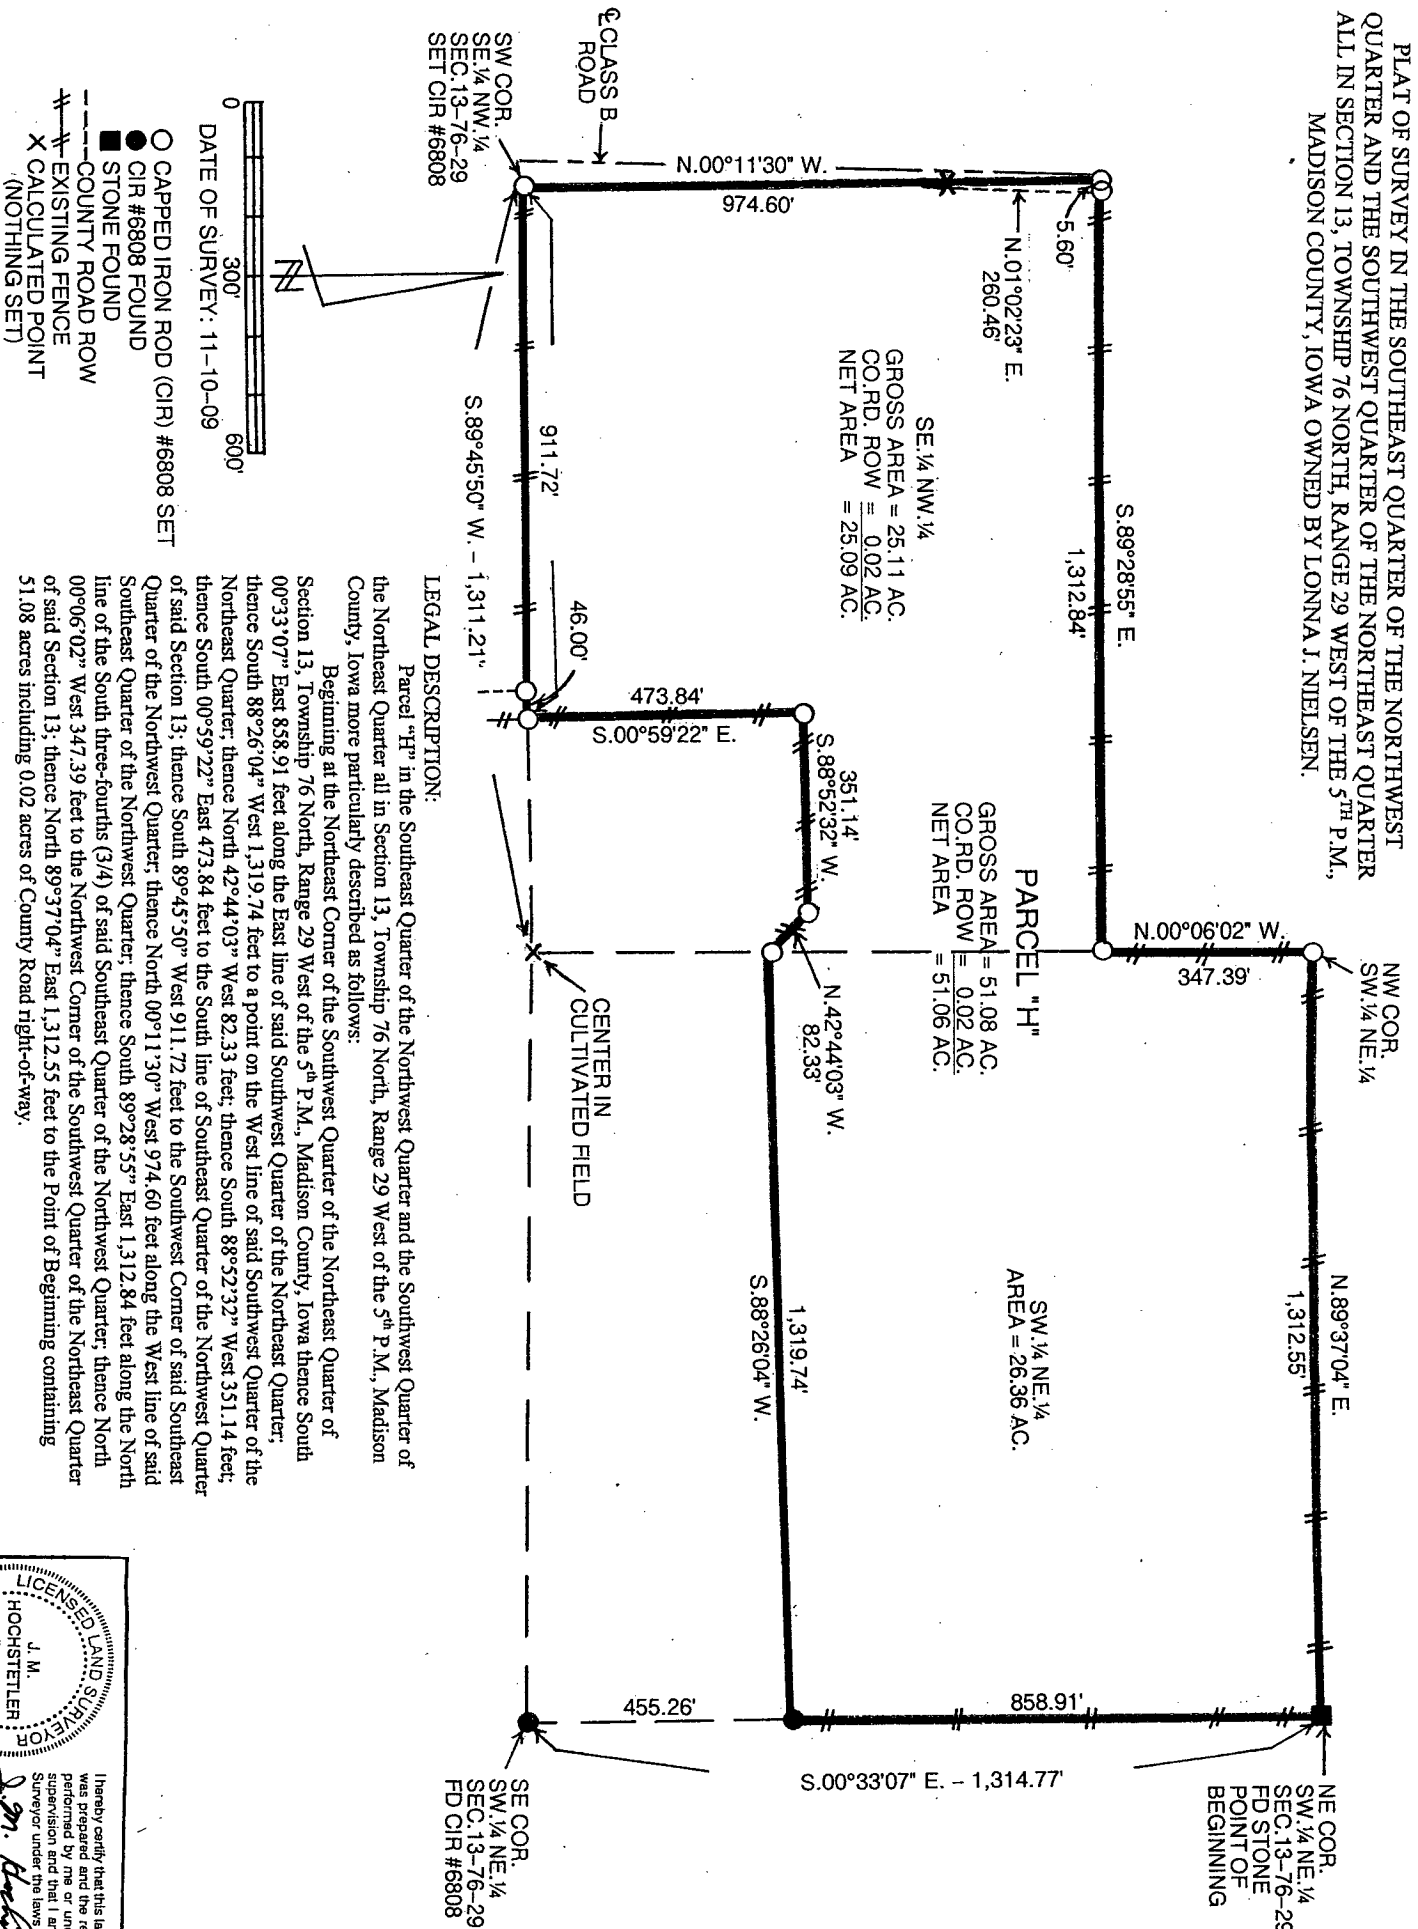 PLAT OF SURVEY IN THE SOUTHEAST QUARTER OF THE NORTHWEST
QUARTER AND THE SOUTHWEST QUARTER OF THE NORTHEAST QUARTER
ALL IN SECTION 13, TOWNSHIP 76 NORTH, RANGE 29 WEST OF THE 5TH P.M.,
MADISON COUNTY, IOWA OWNED BY LONNA J. NIELSEN.
NW COR.
SW.¼ NE.¼
N.89°37'04" E.
1,312.55'
NE COR.
SW.¼ NE.¼
SEC.13–76–29
FD STONE
POINT OF
BEGINNING
N.00°06'02" W.
347.39'
S.89°28'55" E.
1,312.84'
5.60'
N.01°02'23" E.
260.46'
℄ CLASS B
ROAD
N.00°11'30" W.
974.60'
SE.¼ NW.¼
GROSS AREA = 25.11 AC.
CO.RD. ROW = 0.02 AC.
NET AREA = 25.09 AC.
PARCEL "H"
GROSS AREA = 51.08 AC.
CO.RD. ROW = 0.02 AC.
NET AREA = 51.06 AC.
SW.¼ NE.¼
AREA = 26.36 AC.
858.91'
S.00°33'07" E. – 1,314.77'
455.26'
351.14'
S.88°52'32" W.
N.42°44'03" W.
82.33'
1,319.74'
S.88°26'04" W.
473.84'
S.00°59'22" E.
46.00'
911.72'
S.89°45'50" W. – 1,311.21"
CENTER IN
CULTIVATED FIELD
SW COR.
SE.¼ NW.¼
SEC.13–76–29
SET CIR #6808
SE COR.
SW.¼ NE.¼
SEC.13–76–29
FD CIR #6808
0 300' 600'
DATE OF SURVEY: 11–10–09
CAPPED IRON ROD (CIR) #6808 SET
CIR #6808 FOUND
STONE FOUND
COUNTY ROAD ROW
EXISTING FENCE
X CALCULATED POINT
(NOTHING SET)
LEGAL DESCRIPTION:
Parcel "H" in the Southeast Quarter of the Northwest Quarter and the Southwest Quarter of
the Northeast Quarter all in Section 13, Township 76 North, Range 29 West of the 5th P.M., Madison
County, Iowa more particularly described as follows:
Beginning at the Northeast Corner of the Southwest Quarter of the Northeast Quarter of
Section 13, Township 76 North, Range 29 West of the 5th P.M., Madison County, Iowa thence South
00°33'07" East 858.91 feet along the East line of said Southwest Quarter of the Northeast Quarter;
thence South 88°26'04" West 1,319.74 feet to a point on the West line of said Southwest Quarter of the
Northeast Quarter; thence North 42°44'03" West 82.33 feet; thence South 88°52'32" West 351.14 feet;
thence South 00°59'22" East 473.84 feet to the South line of Southeast Quarter of the Northwest Quarter
of said Section 13; thence South 89°45'50" West 911.72 feet to the Southwest Corner of said Southeast
Quarter of the Northwest Quarter; thence North 00°11'30" West 974.60 feet along the West line of said
Southeast Quarter of the Northwest Quarter; thence South 89°28'55" East 1,312.84 feet along the North
line of the South three-fourths (3/4) of said Southeast Quarter of the Northwest Quarter; thence North
00°06'02" West 347.39 feet to the Northwest Corner of the Southwest Quarter of the Northeast Quarter
of said Section 13; thence North 89°37'04" East 1,312.55 feet to the Point of Beginning containing
51.08 acres including 0.02 acres of County Road right-of-way.
LICENSED LAND SURVEYOR
J. M.
HOCHSTETLER
I hereby certify that this la
was prepared and the re
performed by me or un
supervision and that I a
Surveyor under the laws
J. M.